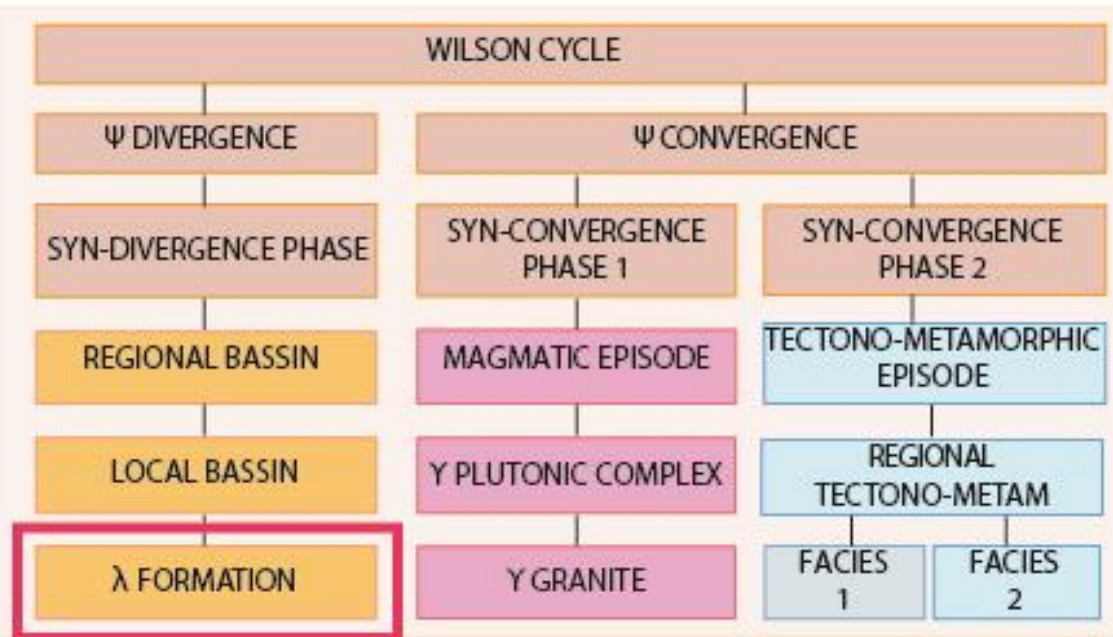 WILSON CYCLE
Ψ DIVERGENCE
Ψ CONVERGENCE
SYN-DIVERGENCE PHASE
SYN-CONVERGENCE
PHASE 1
SYN-CONVERGENCE
PHASE 2
REGIONAL BASSIN
MAGMATIC EPISODE
TECTONO-METAMORPHIC
EPISODE
LOCAL BASSIN
ϒ PLUTONIC COMPLEX
REGIONAL
TECTONO-METAM
λ FORMATION
ϒ GRANITE
FACIES
1
FACIES
2